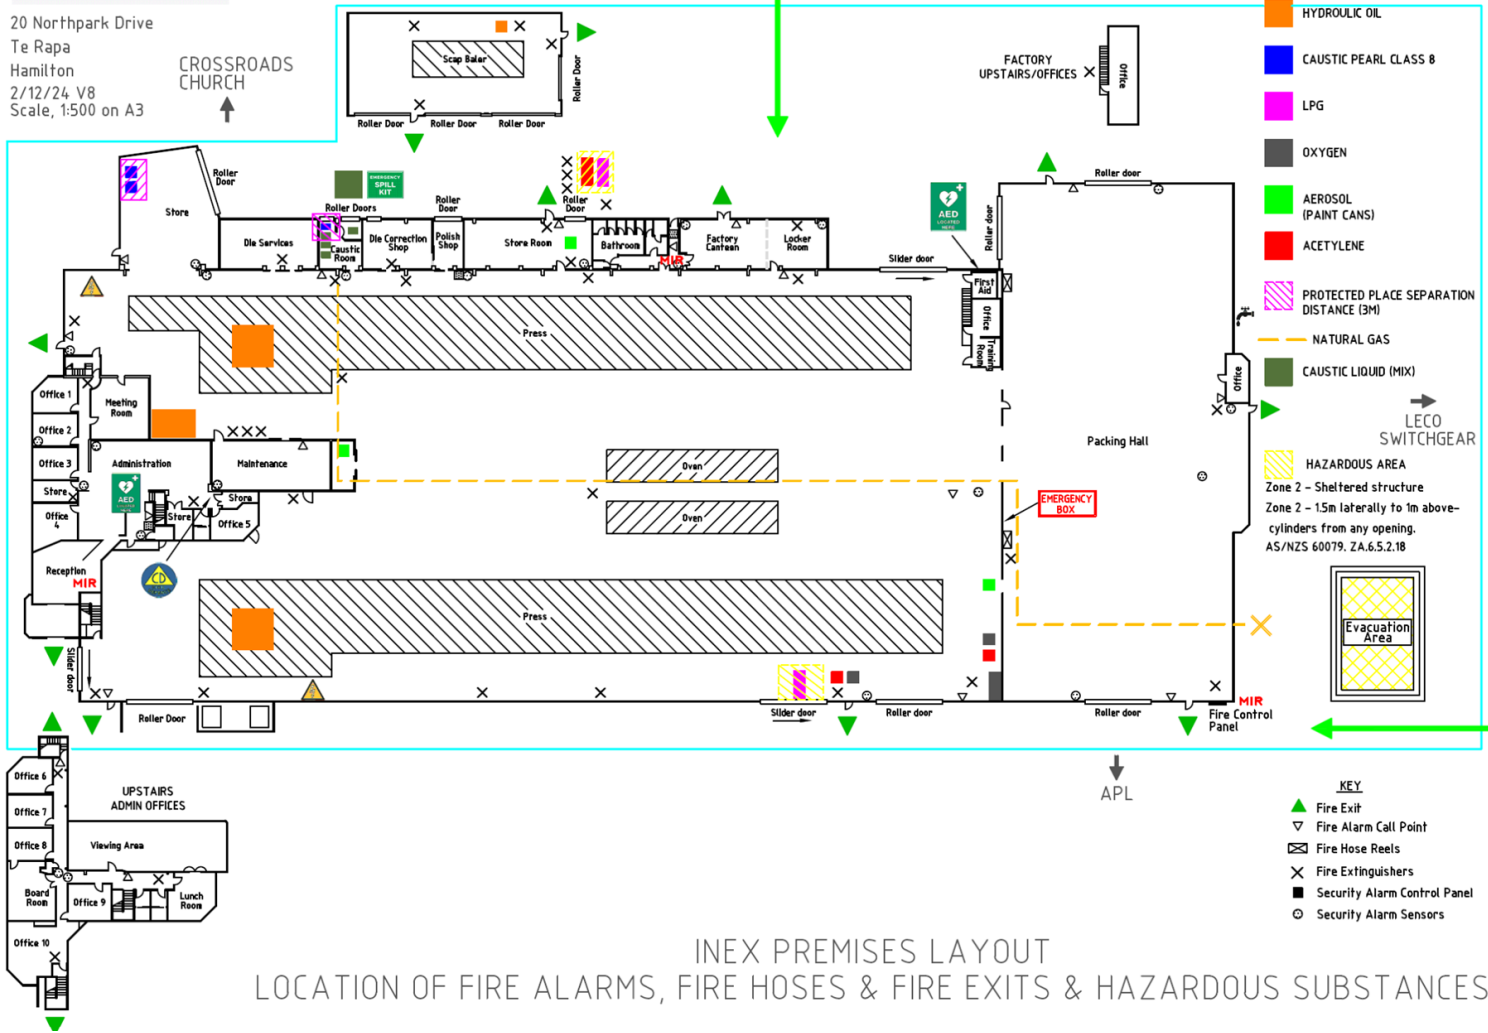 20 Northpark Drive
Te Rapa
Hamilton
2/12/24 V8
Scale, 1:500 on A3
CROSSROADS
CHURCH
Scap Baler
Roller Door
Roller Door
Roller Door
Roller Door
FACTORY
UPSTAIRS/OFFICES
Office
HYDROULIC OIL
CAUSTIC PEARL CLASS 8
LPG
OXYGEN
AEROSOL
(PAINT CANS)
ACETYLENE
PROTECTED PLACE SEPARATION
DISTANCE (3M)
NATURAL GAS
CAUSTIC LIQUID (MIX)
LECO
SWITCHGEAR
HAZARDOUS AREA
Zone 2 - Sheltered structure
Zone 2 - 1.5m laterally to 1m above-
cylinders from any opening.
AS/NZS 60079. ZA.6.5.2.18
Evacuation
Area
Store
Roller
Door
EMERGENCY
SPILL
KIT
Roller Doors
Roller
Door
Roller
Door
Die Services
Caustic
Room
Die Correction
Shop
Polish
Shop
Store Room
Bathroom
MIR
Factory
Canteen
Locker
Room
Slider door
AED
LOCATED
HERE
Roller door
Roller door
First
Aid
Office
Training
Room
Press
Office
Packing Hall
Office 1
Office 2
Office 3
Store
Office
4
Meeting
Room
Administration
Maintenance
AED
Store
Store
Office 5
Reception
MIR
CD
Oven
Oven
EMERGENCY
BOX
Press
Slider door
Roller Door
Slider door
Roller door
Roller door
MIR
Fire Control
Panel
APL
Office 6
Office 7
Office 8
Board
Room
Office 9
Office 10
UPSTAIRS
ADMIN OFFICES
Viewing Area
Lunch
Room
KEY
Fire Exit
Fire Alarm Call Point
Fire Hose Reels
Fire Extinguishers
Security Alarm Control Panel
Security Alarm Sensors
INEX PREMISES LAYOUT
LOCATION OF FIRE ALARMS, FIRE HOSES & FIRE EXITS & HAZARDOUS SUBSTANCES